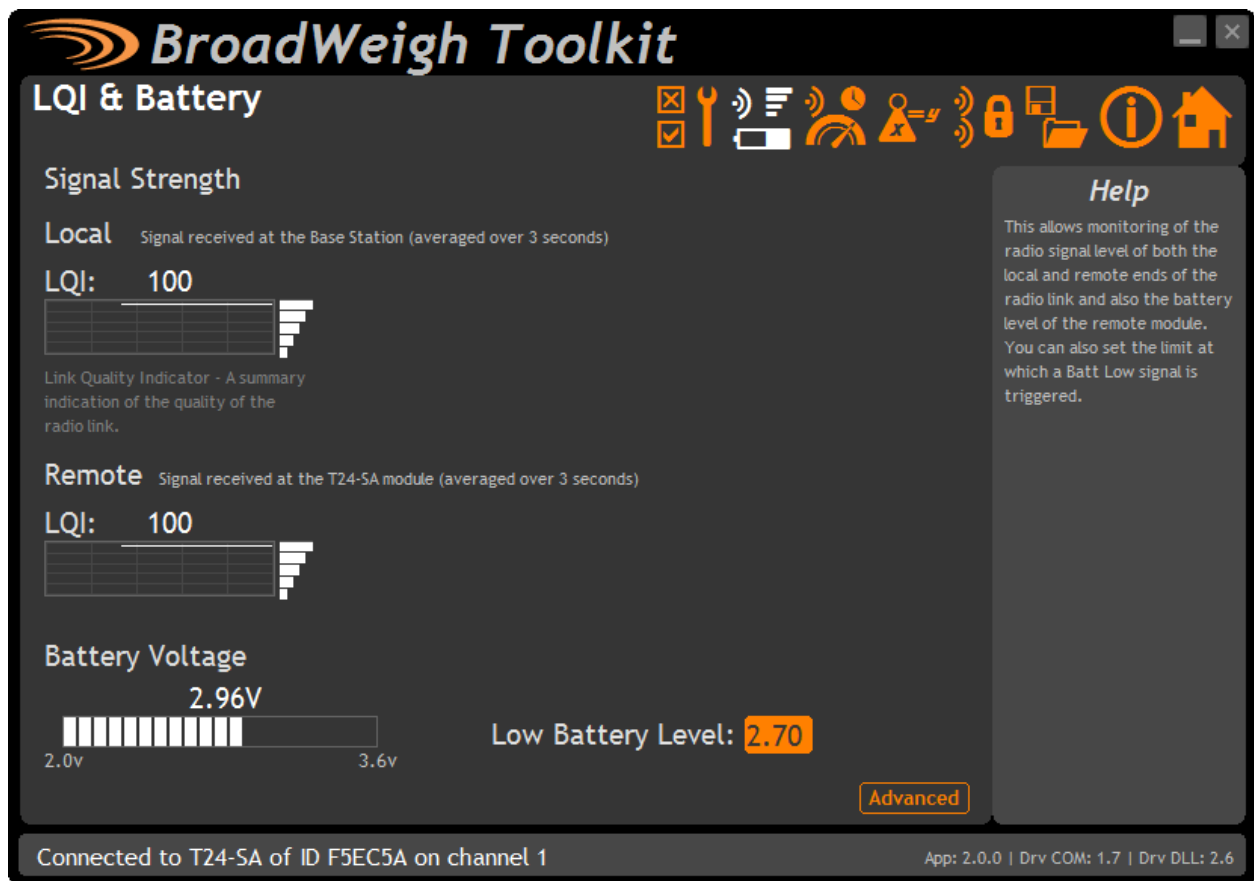 BroadWeigh Toolkit
LQI & Battery
x=y
Signal Strength
Local Signal received at the Base Station (averaged over 3 seconds)
LQI: 100
Link Quality Indicator - A summary
indication of the quality of the
radio link.
Remote Signal received at the T24-SA module (averaged over 3 seconds)
LQI: 100
Battery Voltage
2.96V
2.0v 3.6v
Low Battery Level: 2.70
Advanced
Help
This allows monitoring of the
radio signal level of both the
local and remote ends of the
radio link and also the battery
level of the remote module.
You can also set the limit at
which a Batt Low signal is
triggered.
Connected to T24-SA of ID F5EC5A on channel 1
App: 2.0.0 | Drv COM: 1.7 | Drv DLL: 2.6